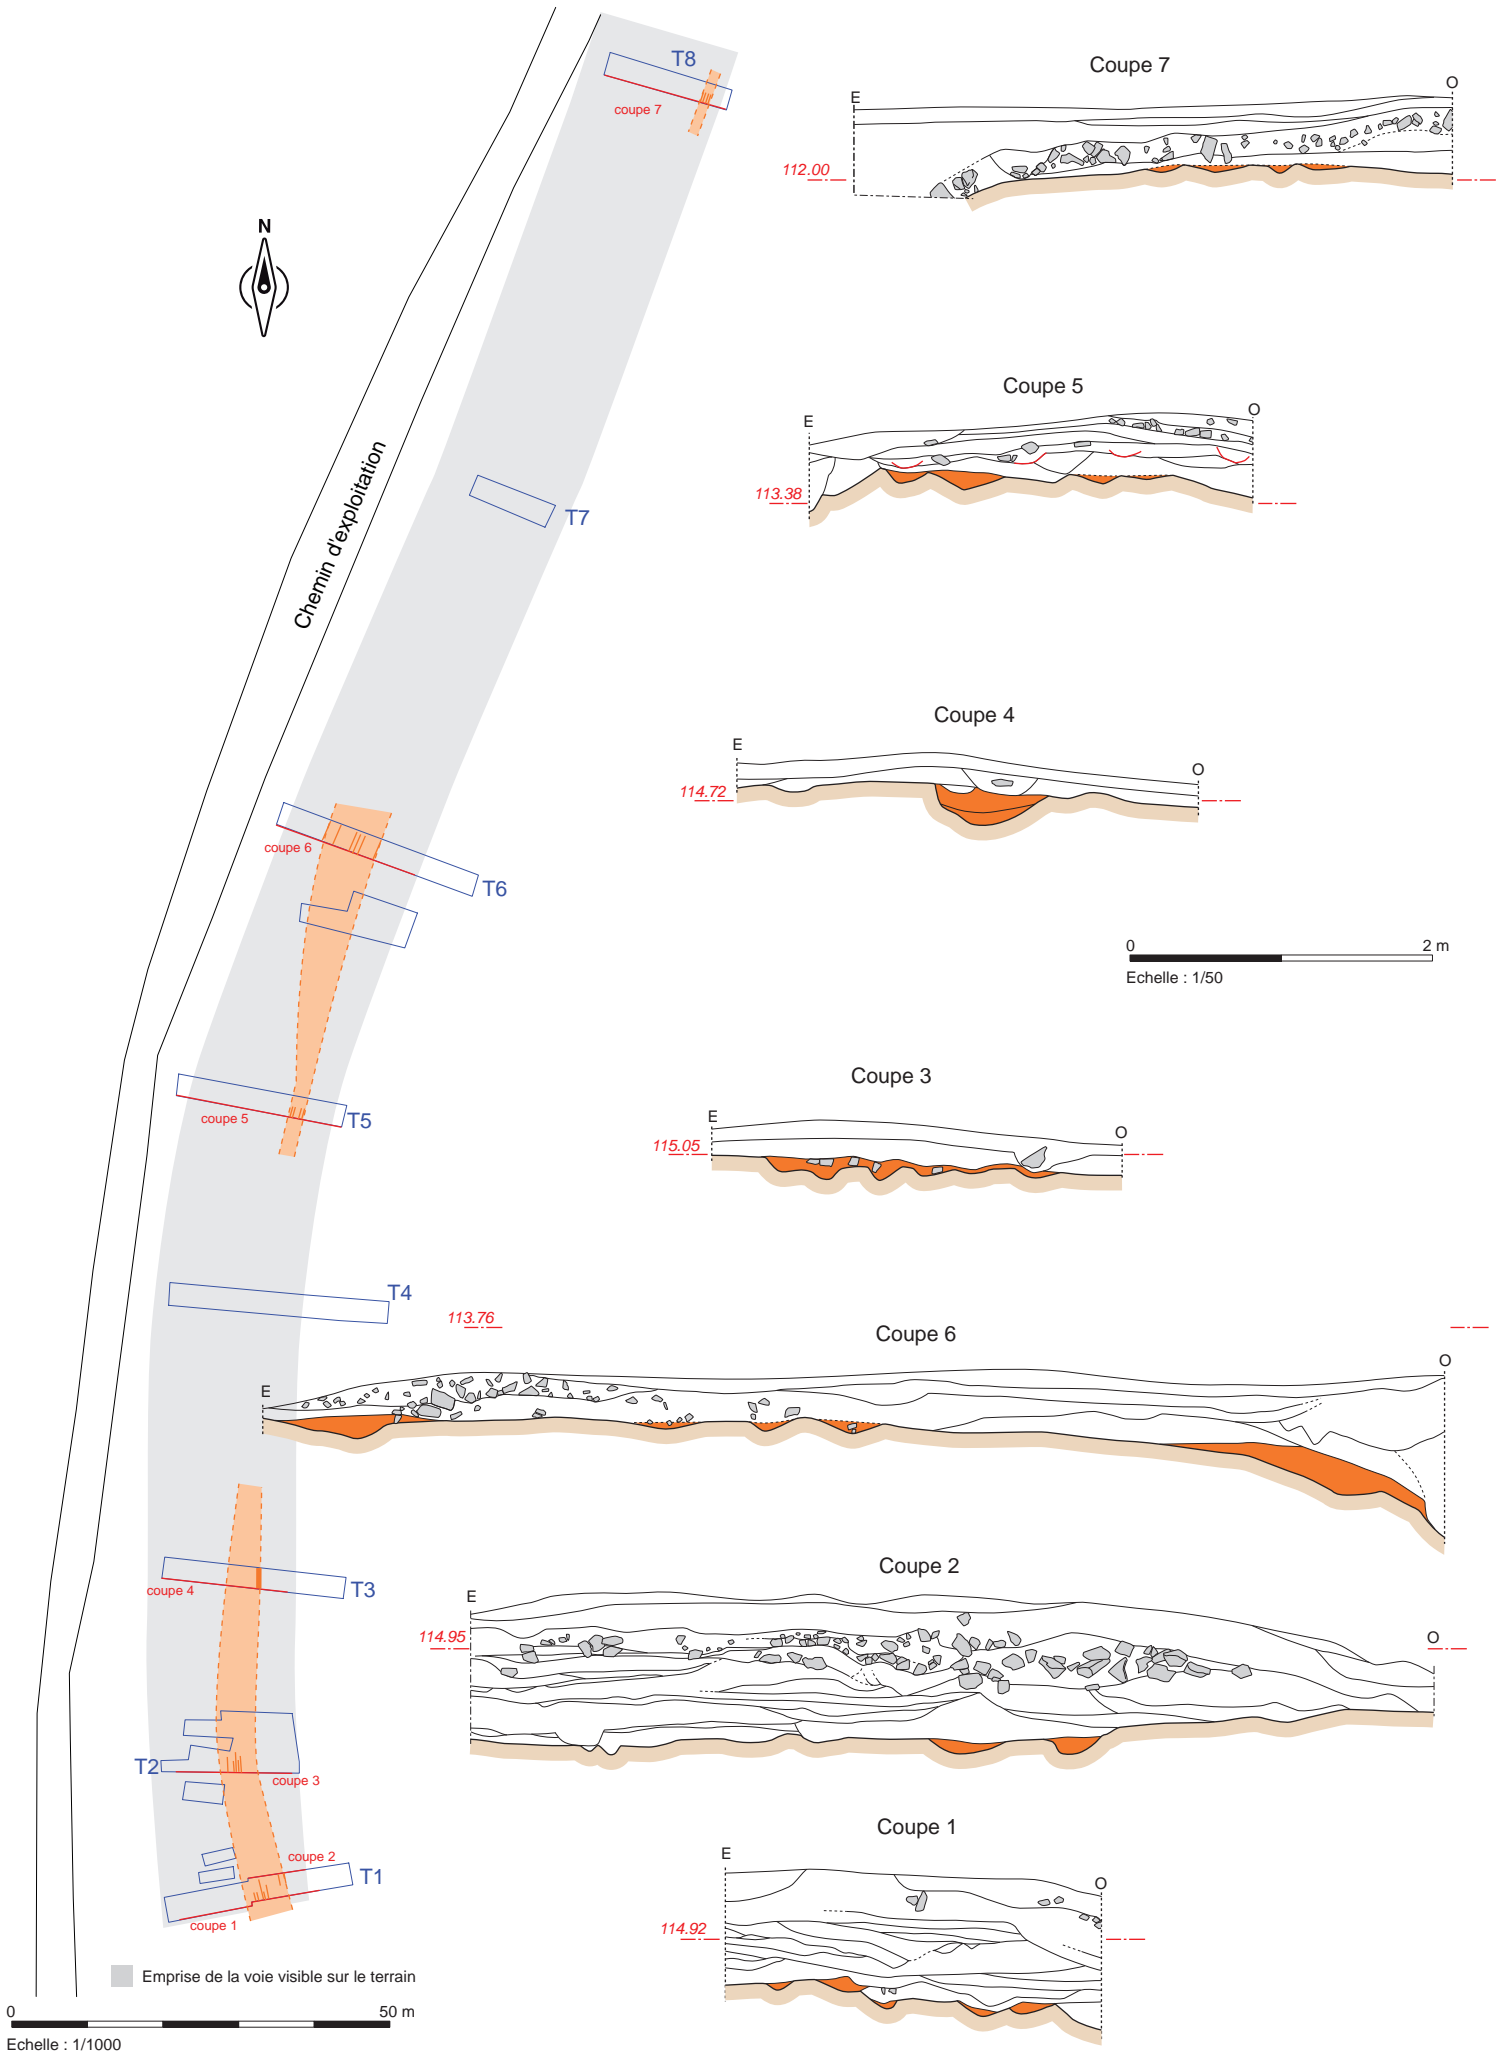 T8
coupe 7
Coupe 7
E
O
112.00
N
Coupe 5
E
O
113.38
Chemin d'exploitation
T7
Coupe 4
E
O
114.72
coupe 6
T6
0
2 m
Echelle : 1/50
Coupe 3
E
O
115.05
coupe 5
T5
T4
113.76
Coupe 6
E
O
coupe 4
T3
Coupe 2
E
O
114.95
T2
coupe 3
coupe 2
T1
coupe 1
Coupe 1
E
O
114.92
Emprise de la voie visible sur le terrain
0
50 m
Echelle : 1/1000